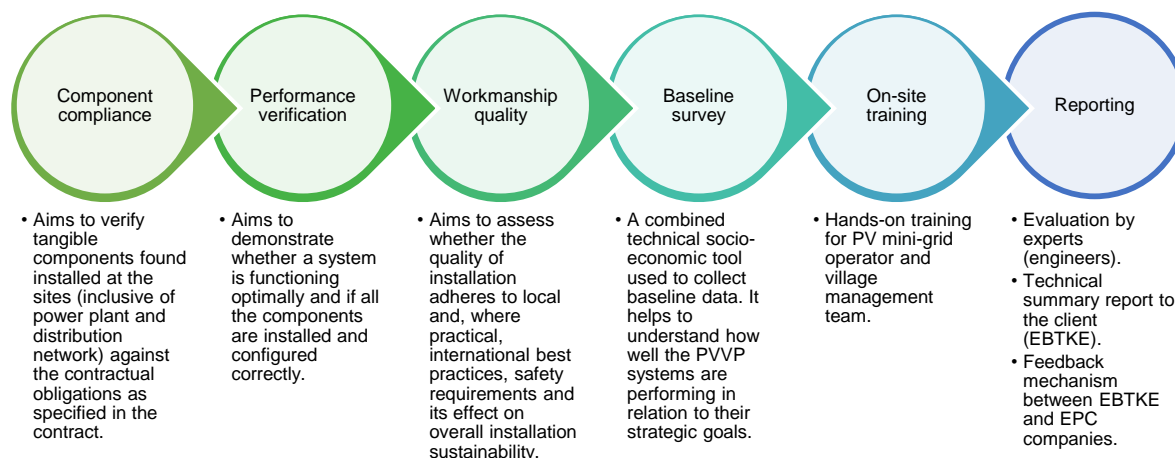 Component
compliance
Performance
verification
Workmanship
quality
Baseline
survey
On-site
training
Reporting
• Aims to verify
tangible
components found
installed at the
sites (inclusive of
power plant and
distribution
network) against
the contractual
obligations as
specified in the
contract.
• Aims to
demonstrate
whether a system
is functioning
optimally and if all
the components
are installed and
configured
correctly.
• Aims to assess
whether the
quality of
installation
adheres to local
and, where
practical,
international best
practices, safety
requirements and
its effect on
overall installation
sustainability.
• A combined
technical socio-
economic tool
used to collect
baseline data. It
helps to
understand how
well the PVVP
systems are
performing in
relation to their
strategic goals.
• Hands-on training
for PV mini-grid
operator and
village
management
team.
• Evaluation by
experts
(engineers).
• Technical
summary report to
the client
(EBTKE).
• Feedback
mechanism
between EBTKE
and EPC
companies.